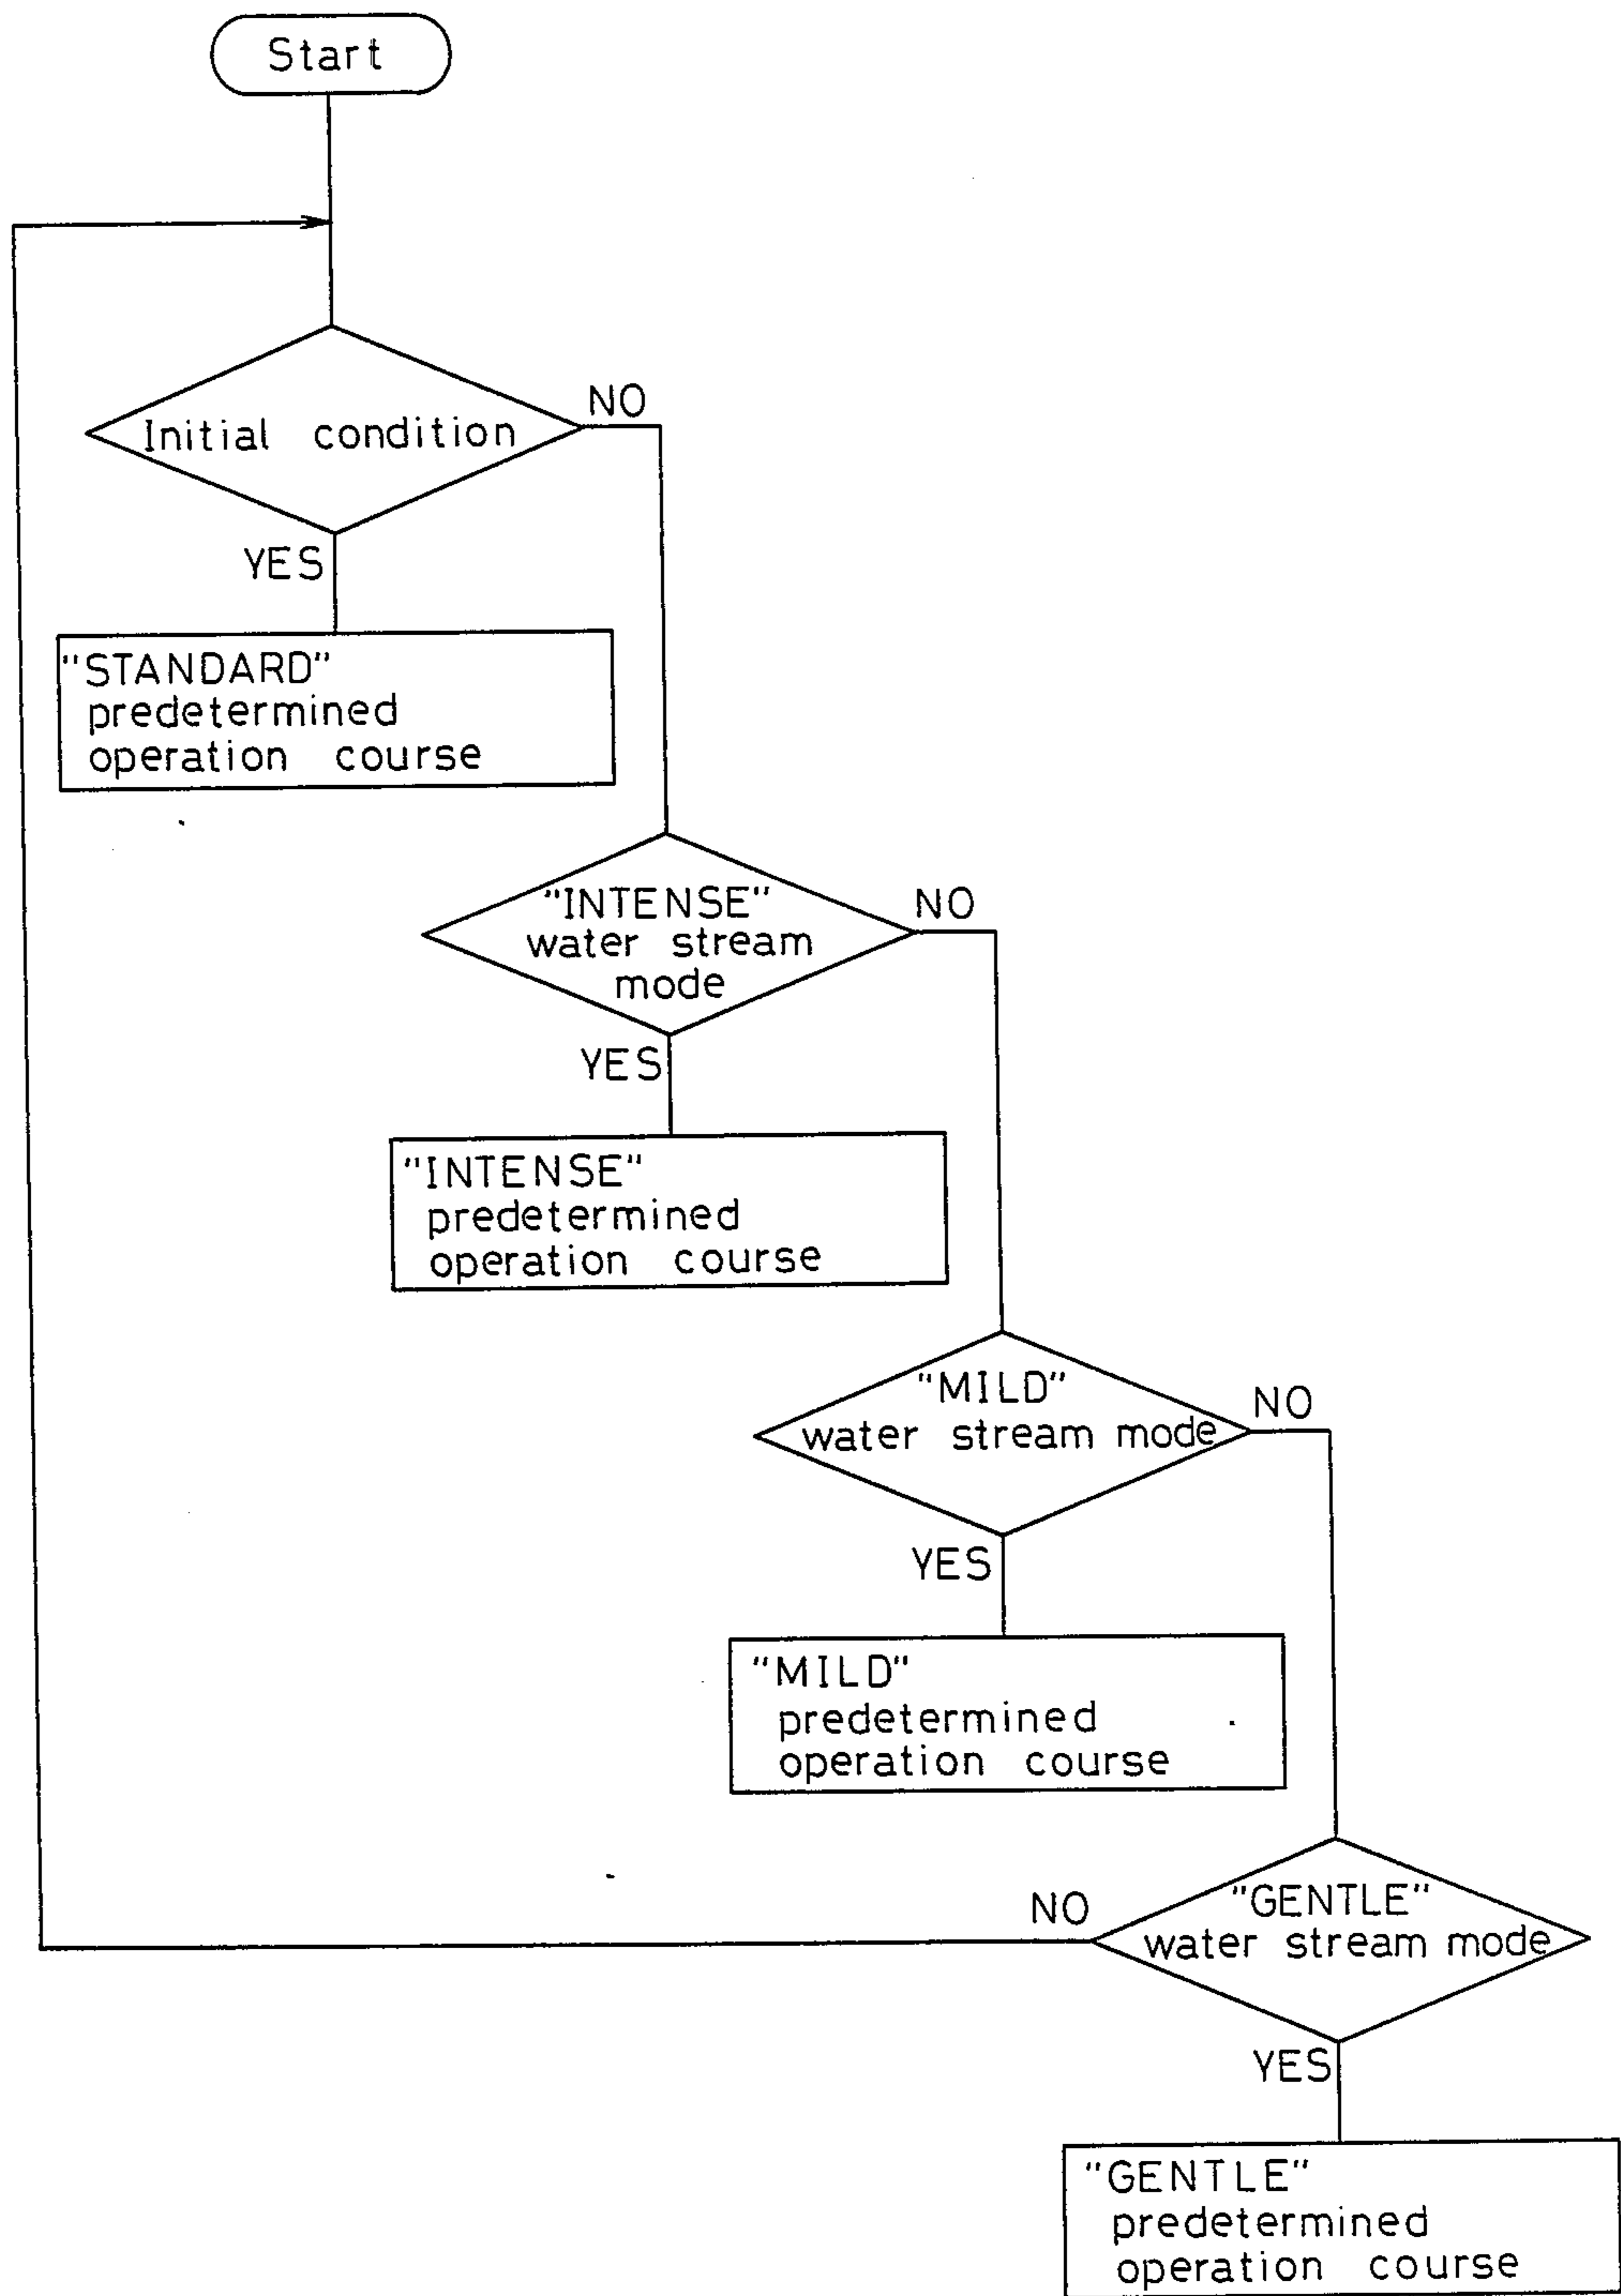 Start
Initial condition
NO
YES
"STANDARD"
predetermined
operation course
"INTENSE"
water stream
mode
NO
YES
"INTENSE"
predetermined
operation course
"MILD"
water stream mode
NO
YES
"MILD"
predetermined
operation course
"GENTLE"
water stream mode
NO
YES
"GENTLE"
predetermined
operation course